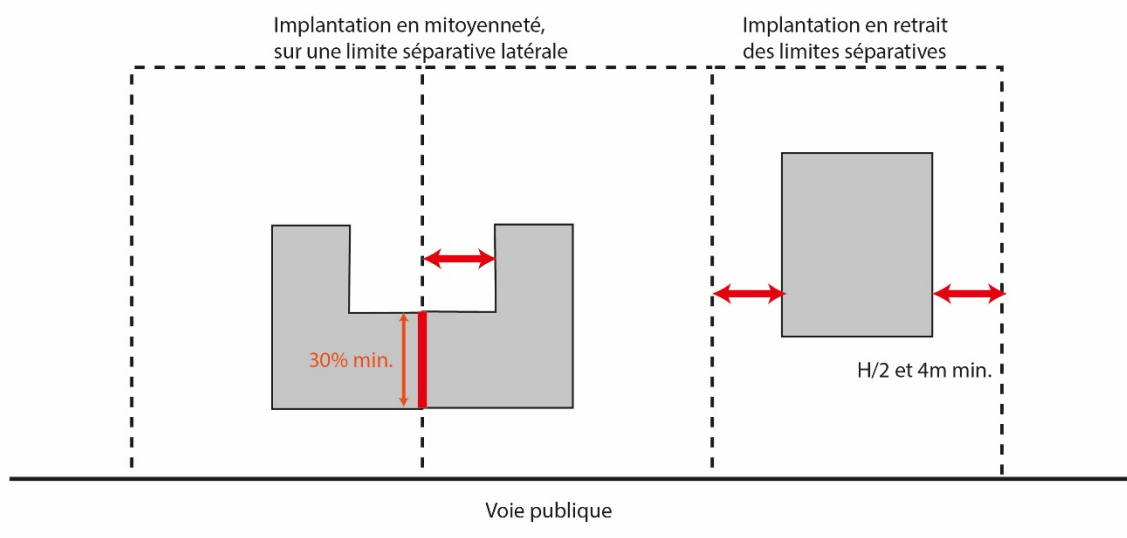 Implantation en mitoyenneté,
sur une limite séparative latérale
Implantation en retrait
des limites séparatives
30% min.
H/2 et 4m min.
Voie publique